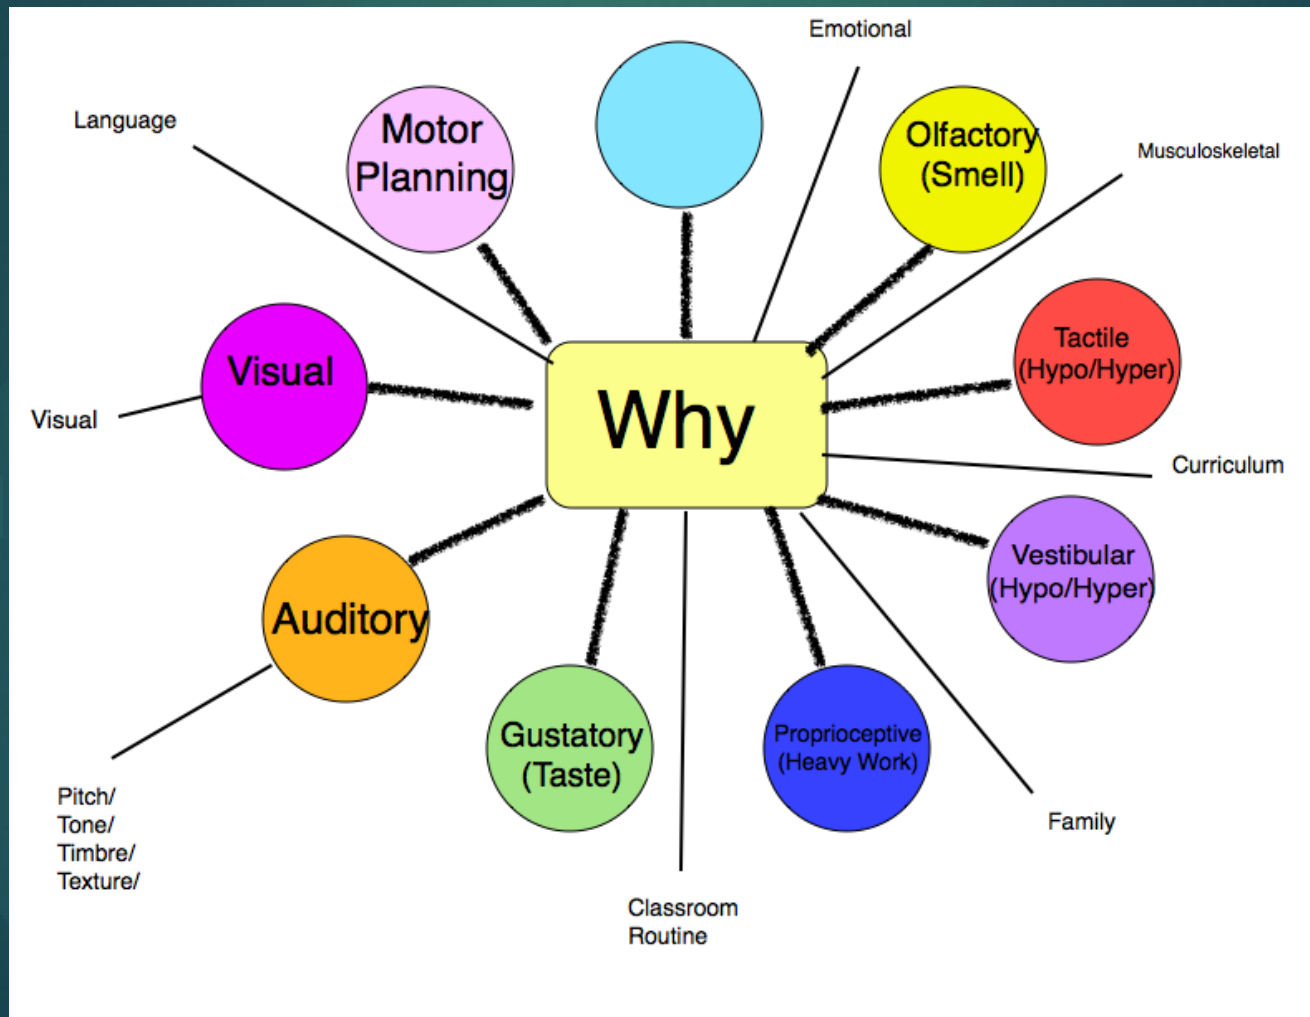 Emotional
Language
Motor
Planning
Olfactory
(Smell)
Musculoskeletal
Tactile
(Hypo/Hyper)
Visual
Visual
Why
Curriculum
Vestibular
(Hypo/Hyper)
Auditory
Gustatory
(Taste)
Proprioceptive
(Heavy Work)
Pitch/
Tone/
Timbre/
Texture/
Family
Classroom
Routine